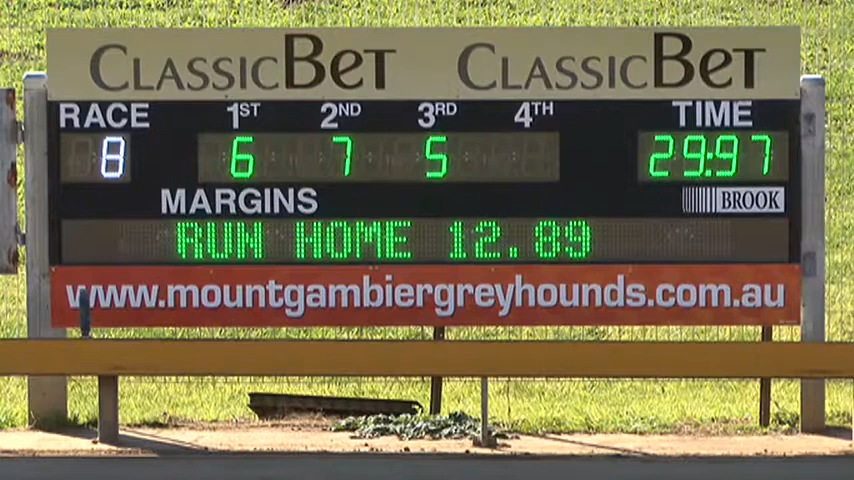 CLASSICBET CLASSICBET
RACE 1ST 2ND 3RD 4TH TIME
8 6 7 5 29:97
MARGINS BROOK
RUN HOME 12.89
www.mountgambiergreyhounds.com.au